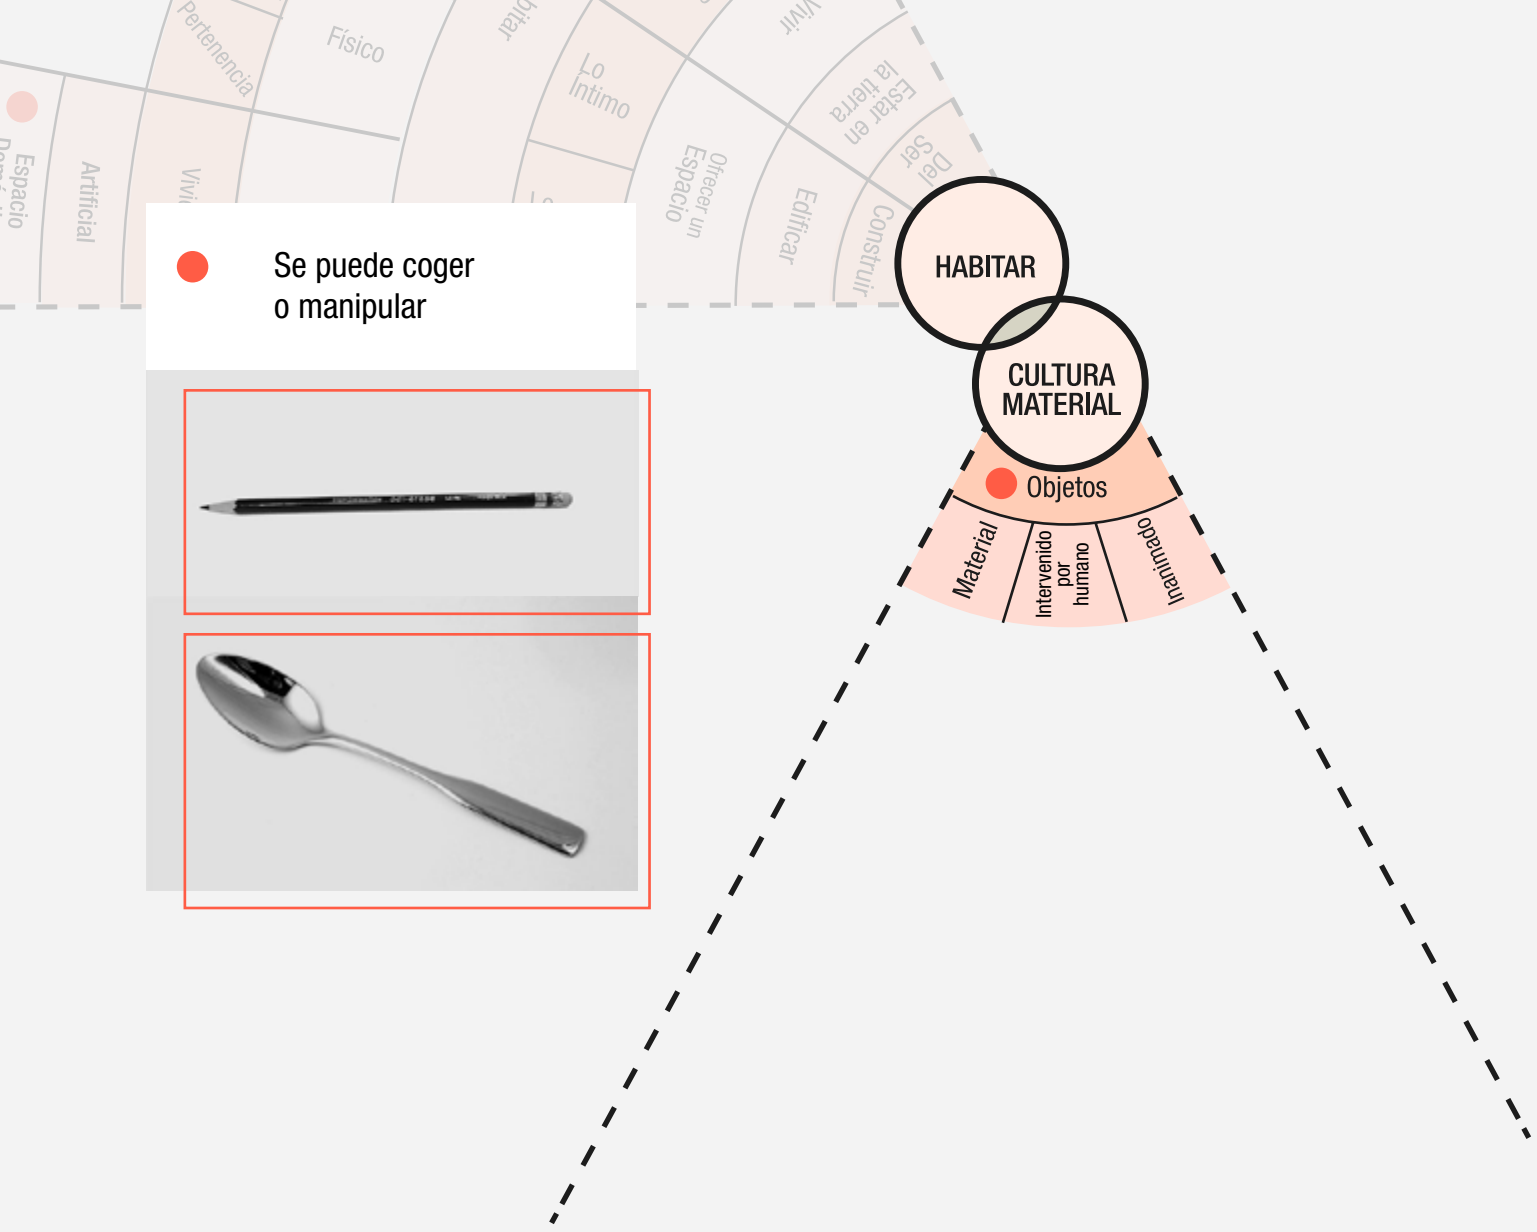 Pertenencia
Físico
Lo
Íntimo
Vivir
Estar en
la tierra
Del
Ser
Espacio
Artificial
Ofrecer un
Espacio
Edificar
Construir
HABITAR
Se puede coger
o manipular
CULTURA
MATERIAL
Objetos
Material
Intervenido
por
humano
Inanimado